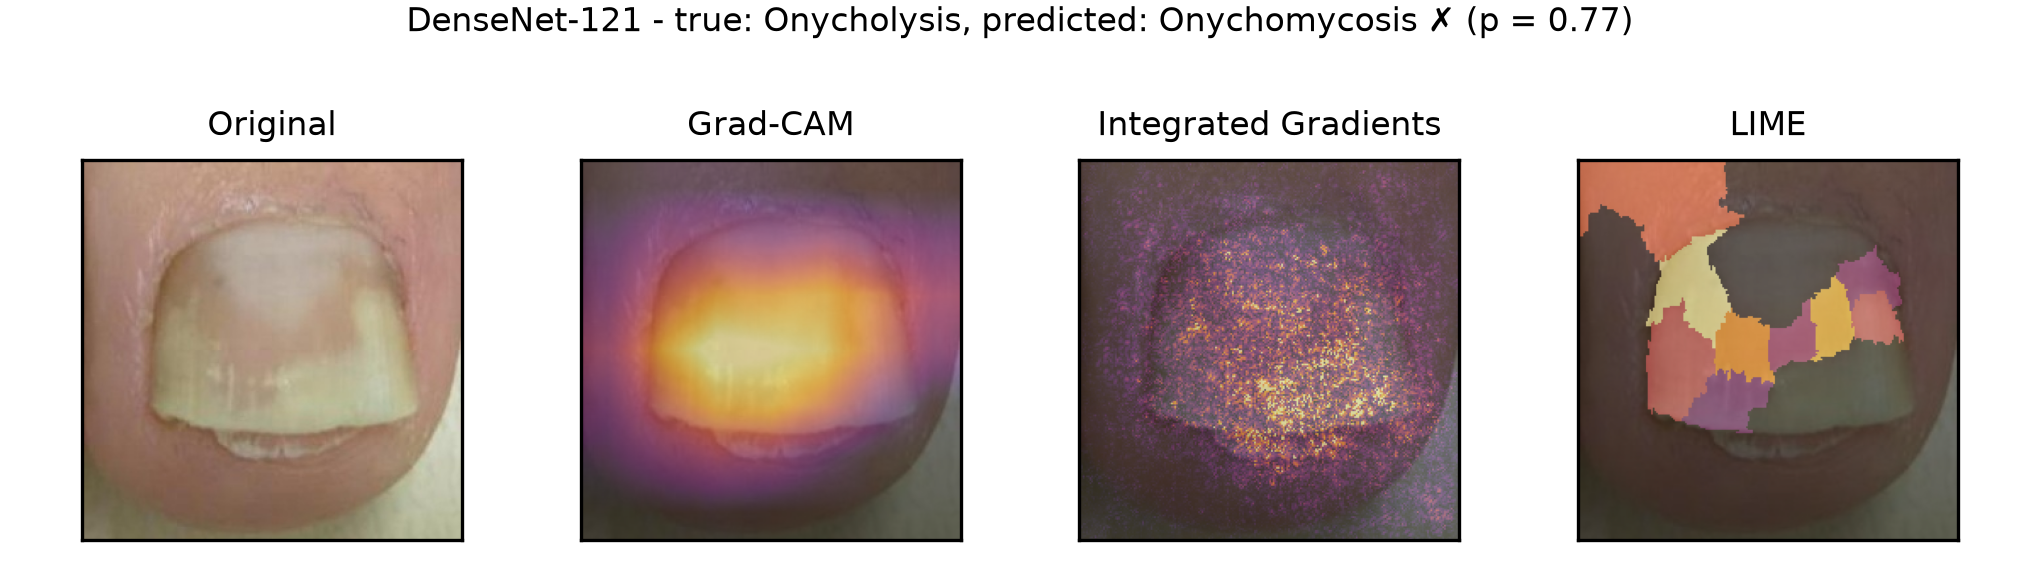 DenseNet-121 - true: Onycholysis, predicted: Onychomycosis ✗ (p = 0.77)
Original
Grad-CAM
Integrated Gradients
LIME